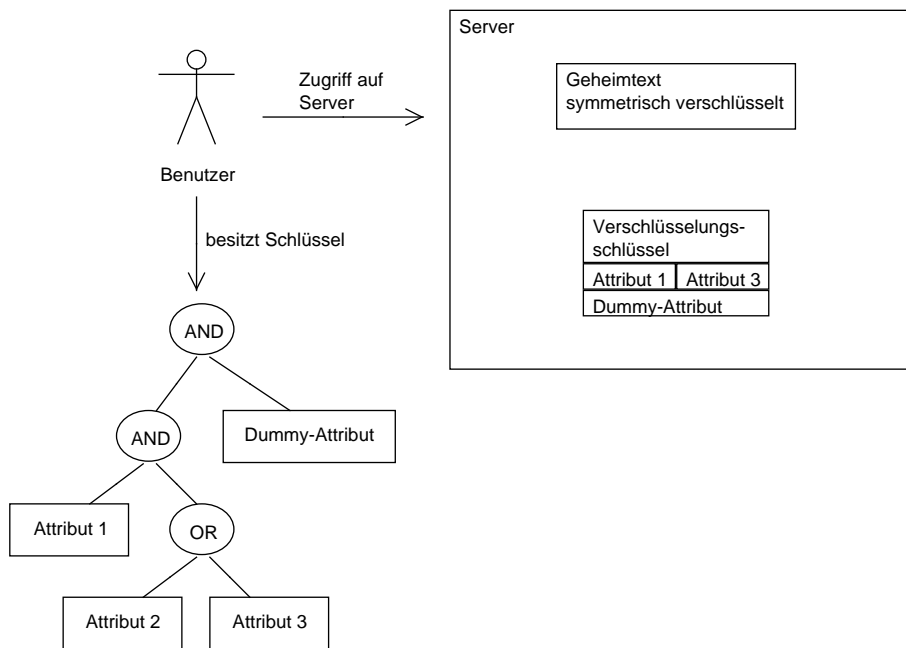 Server
Geheimtext
symmetrisch verschlüsselt
Zugriff auf
Server
Benutzer
besitzt Schlüssel
Verschlüsselungs-
schlüssel
Attribut 1 Attribut 3
Dummy-Attribut
AND
AND
Dummy-Attribut
Attribut 1
OR
Attribut 2
Attribut 3